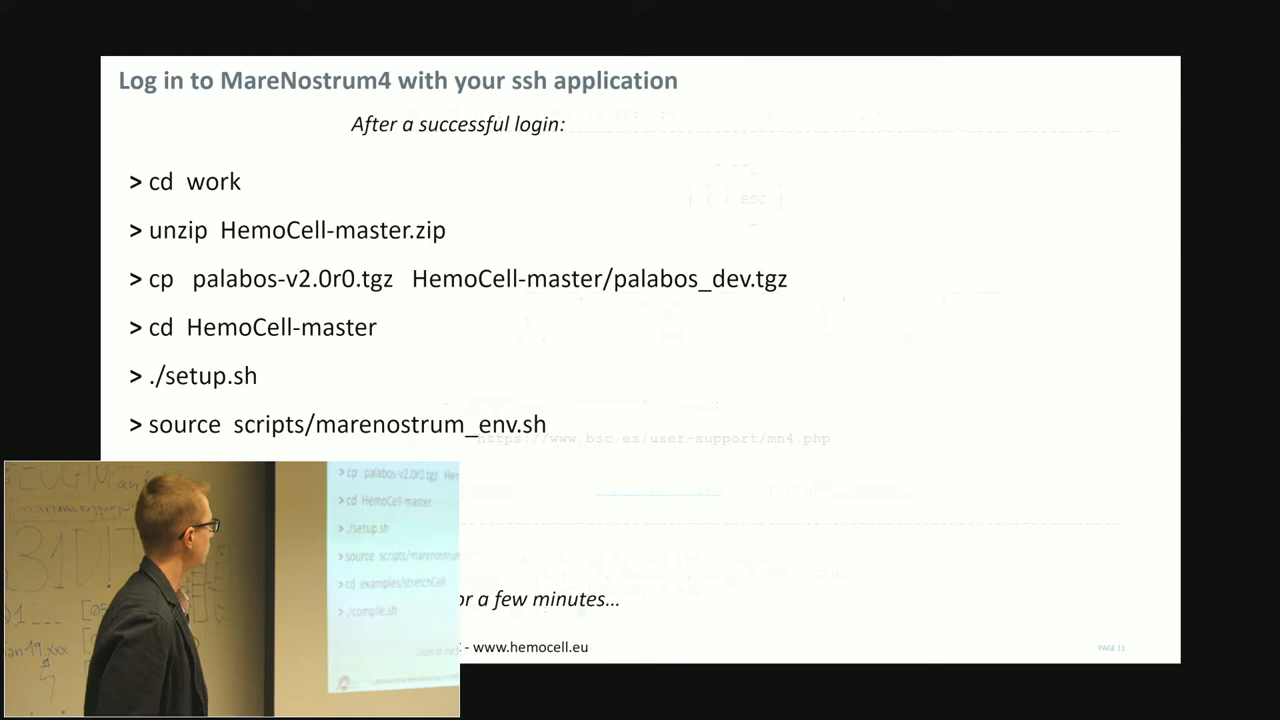 Log in to MareNostrum4 with your ssh application
After a successful login:
BSC
> cd work
> unzip HemoCell-master.zip
> cp palabos-v2.0r0.tgz HemoCell-master/palabos_dev.tgz
> cd HemoCell-master
> ./setup.sh
> source scripts/marenostrum_env.sh
https://www.bsc.es/user-support/mn4.php
or a few minutes...
- www.hemocell.eu
PAGE 11
> cp palabos-v2.0r0.tgz
> cd HemoCell-master
> ./setup.sh
> source scripts/marenostrum
> cd examples/stretchCell
> ./compile.sh